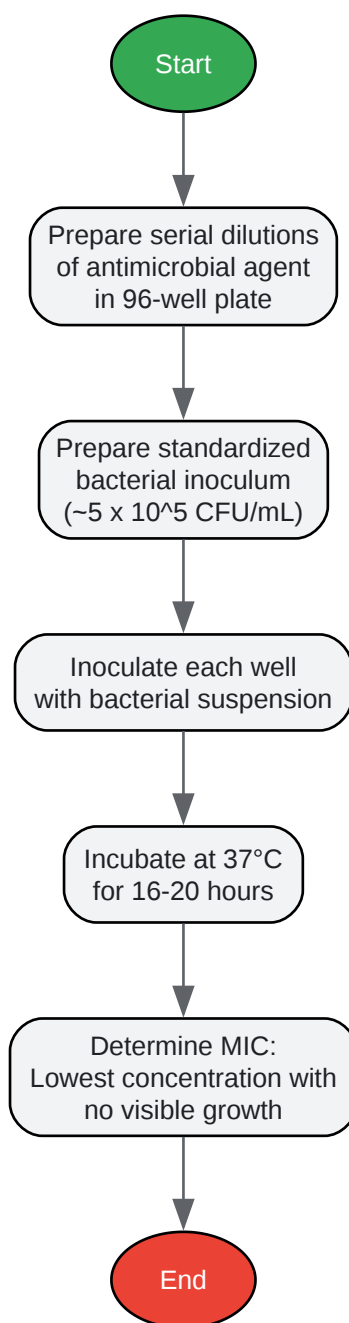 Start
Prepare serial dilutions
of antimicrobial agent
in 96-well plate
Prepare standardized
bacterial inoculum
(~5 x 10^5 CFU/mL)
Inoculate each well
with bacterial suspension
Incubate at 37°C
for 16-20 hours
Determine MIC:
Lowest concentration with
no visible growth
End